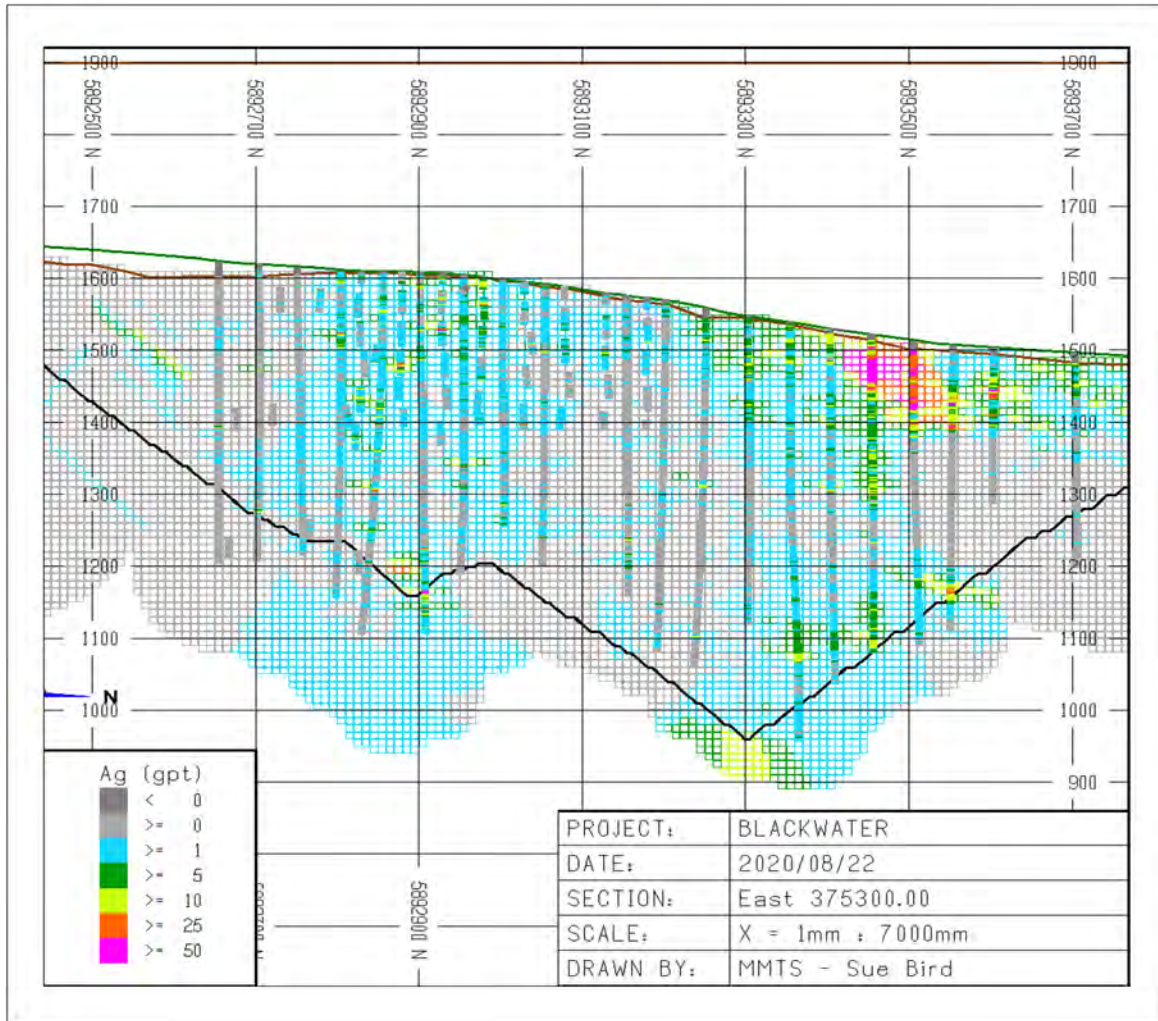 1900
5892500 N
5892700 N
5892900 N
5893100 N
5893300 N
5893500 N
5893700 N
1900
1700
1700
1600
1600
1500
1500
1400
1400
1300
1300
1200
1200
1100
1100
N
1000
1000
900
Ag (gpt)
< 0
>= 0
>= 1
>= 5
>= 10
>= 25
>= 50
N
5892900 N
PROJECT: BLACKWATER
DATE: 2020/08/22
SECTION: East 375300.00
SCALE: X = 1mm : 7000mm
DRAWN BY: MMTS - Sue Bird